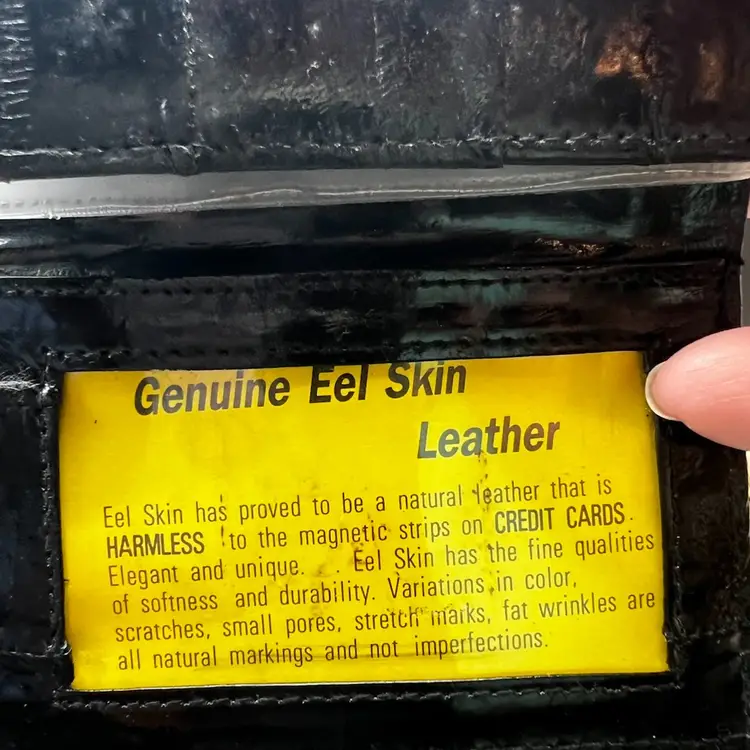 Genuine Eel Skin
Leather
Eel Skin has proved to be a natural leather that is
HARMLESS to the magnetic strips on CREDIT CARDS.
Elegant and unique. . . Eel Skin has the fine qualities
of softness and durability. Variations in color,
scratches, small pores, stretch marks, fat wrinkles are
all natural markings and not imperfections.